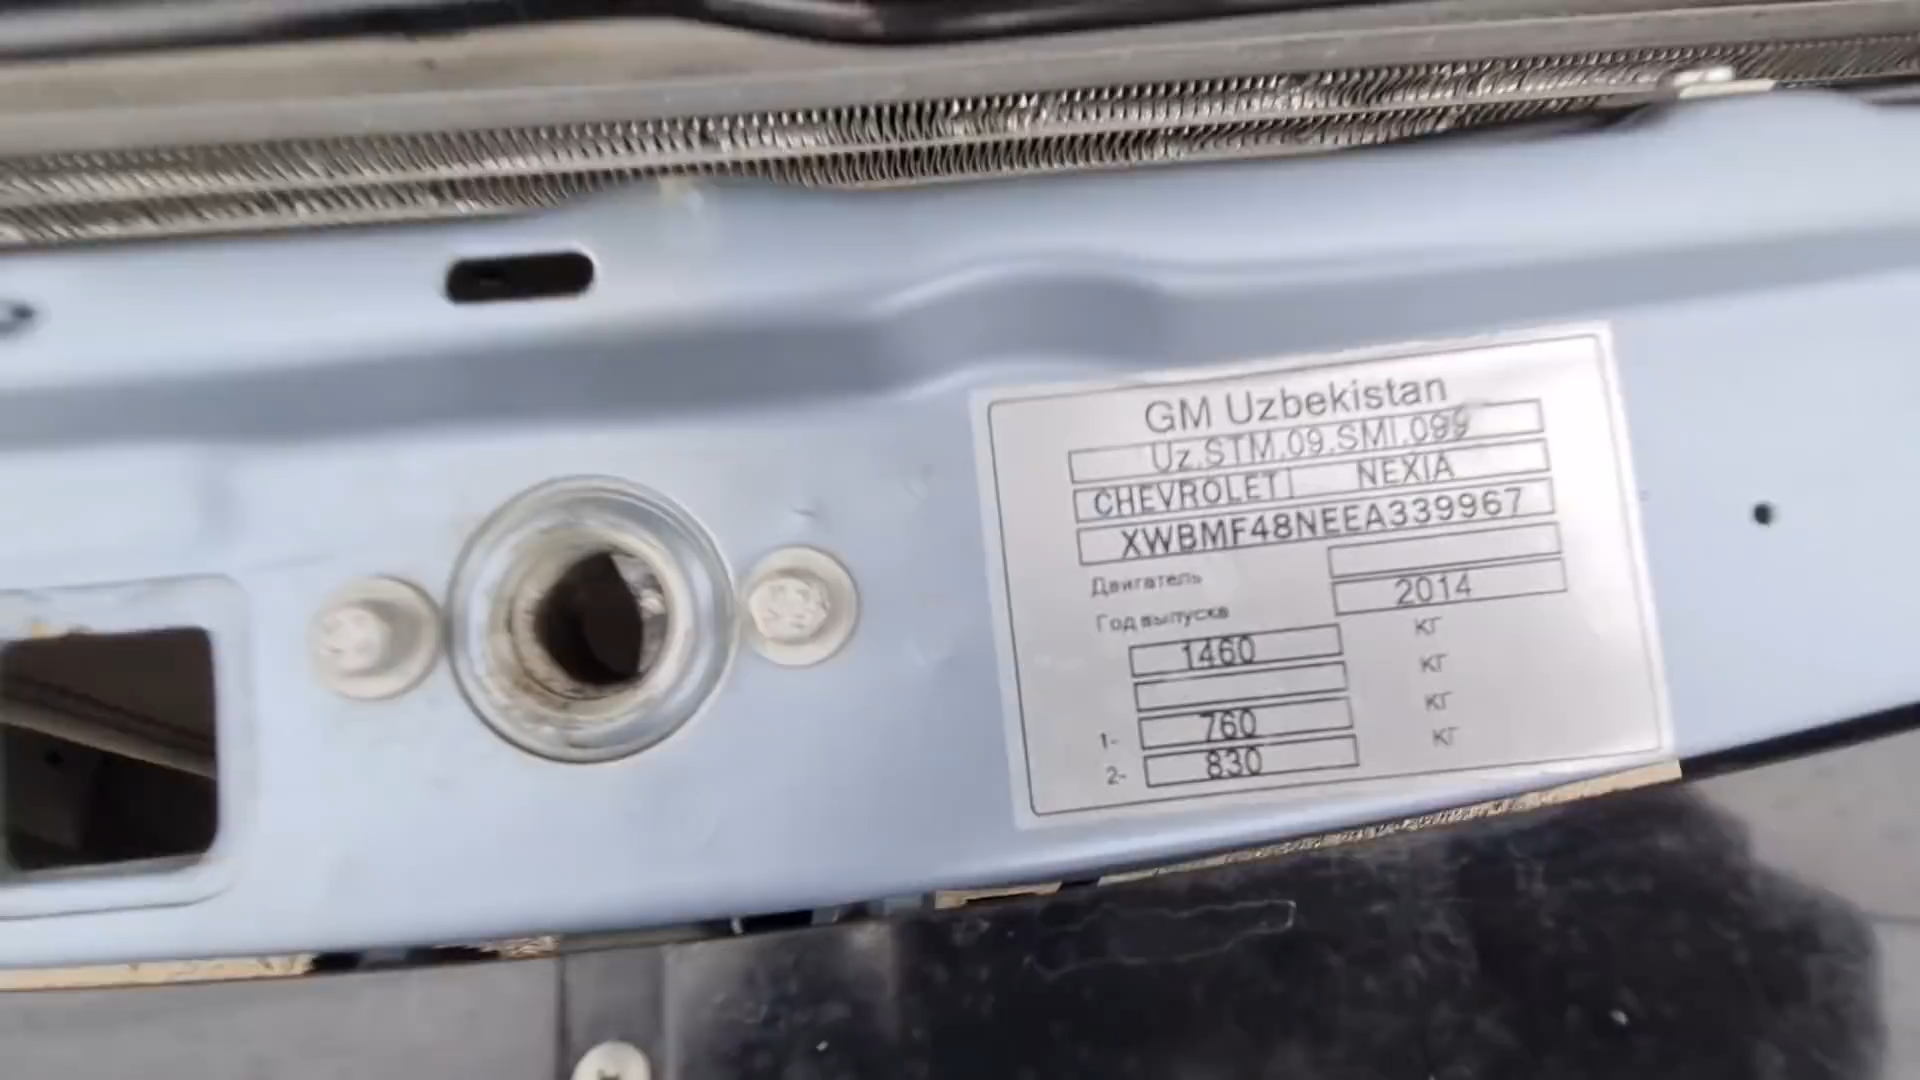 GM Uzbekistan
Uz.STM.09.SMI.099
CHEVROLET NEXIA
XWBMF48NEEA339967
Двигатель
Год выпуска 2014
1460 КГ
КГ
1- 760 КГ
2- 830 КГ